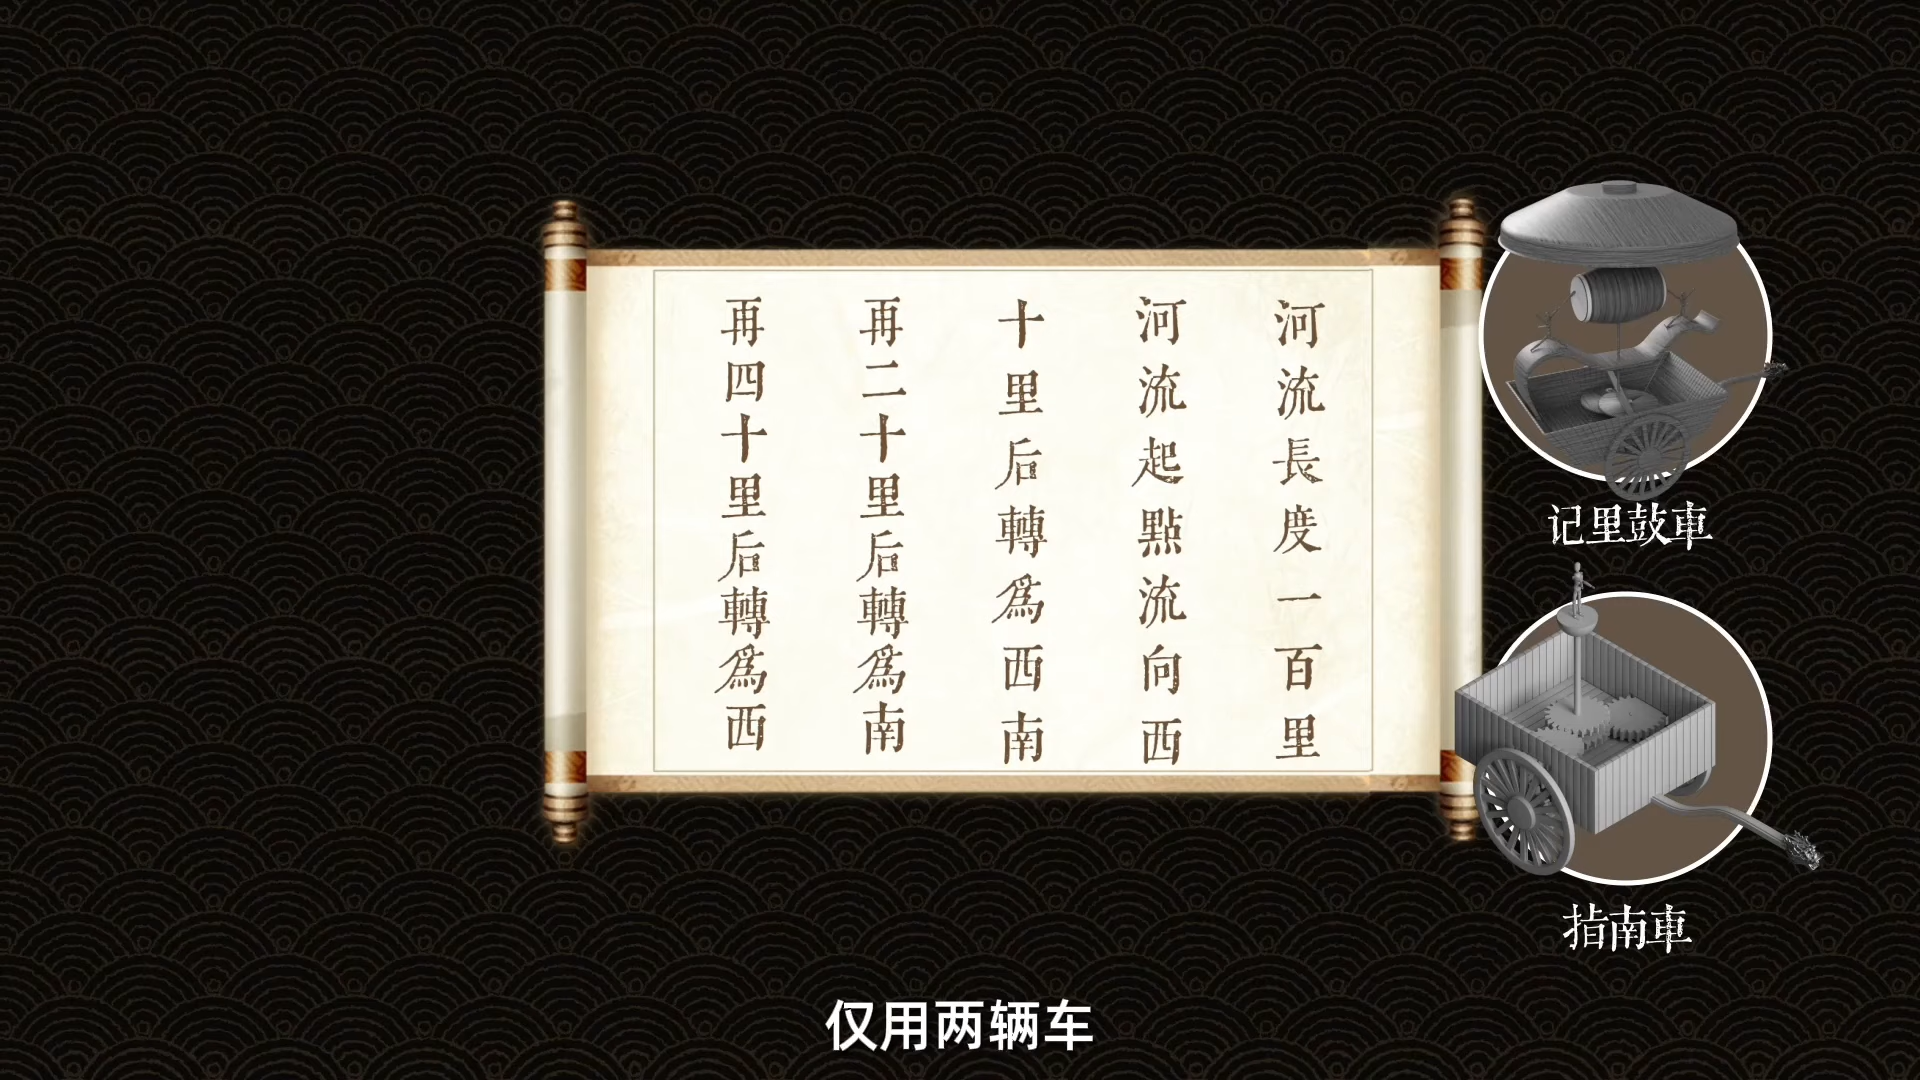 河流長度一百里
河流起點流向西
十里后轉爲西南
再二十里后轉爲南
再四十里后轉爲西
记里鼓車
指南車
仅用两辆车